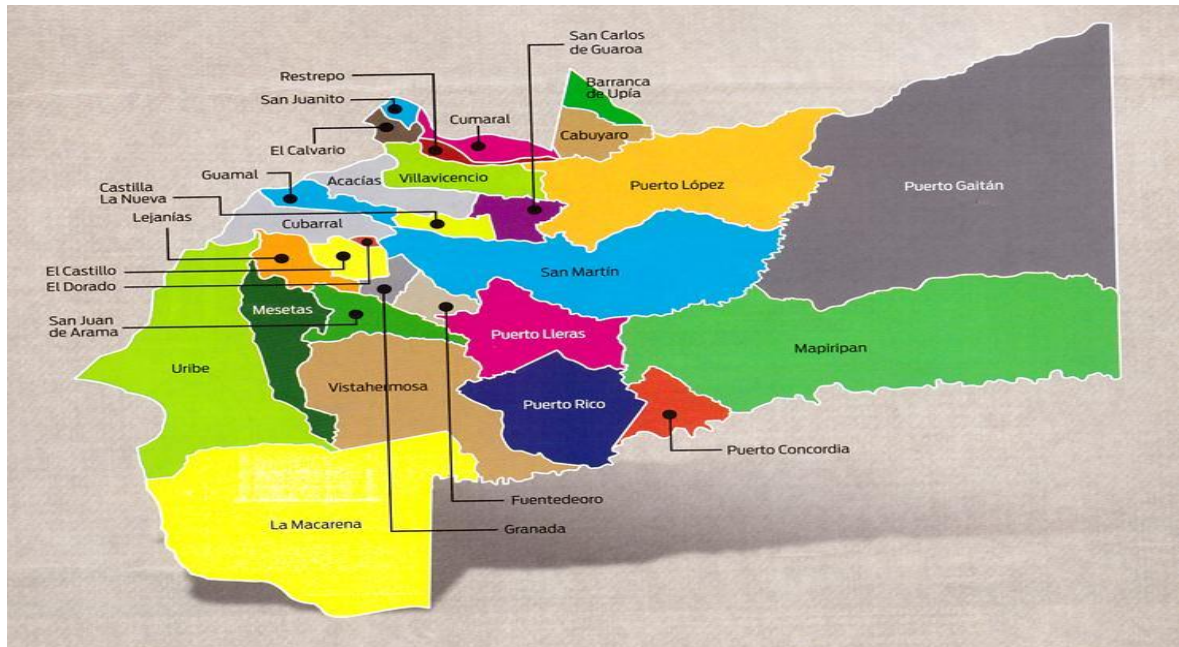 San Carlos
de Guaroa
Restrepo
San Juanito
Barranca
de Upía
Cumaral
Cabuyaro
El Calvario
Guamal
Acacías
Villavicencio
Puerto López
Puerto Gaitán
Castilla
La Nueva
Lejanías
Cubarral
El Castillo
El Dorado
San Martín
Mesetas
San Juan
de Arama
Puerto Lleras
Mapiripan
Uribe
Vistahermosa
Puerto Rico
Puerto Concordia
Fuentedeoro
La Macarena
Granada